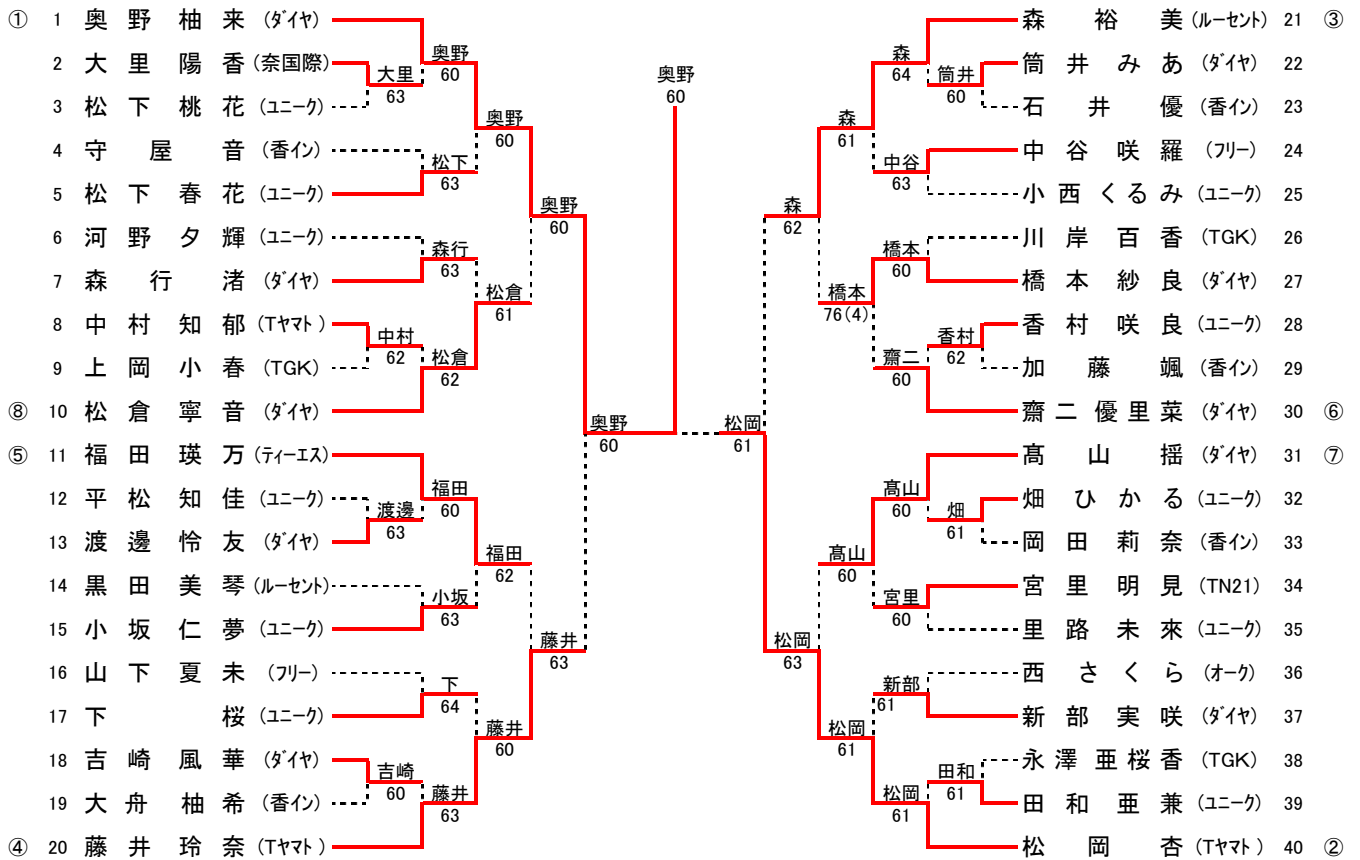 ① 1 奥野柚来 (ダイヤ)
2 大里陽香 (奈国際)
3 松下桃花 (ユニーク)
4 守屋音 (香イン)
5 松下春花 (ユニーク)
6 河野夕輝 (ユニーク)
7 森行渚 (ダイヤ)
8 中村知郁 (Tヤマト)
9 上岡小春 (TGK)
⑧ 10 松倉寧音 (ダイヤ)
⑤ 11 福田瑛万 (ティーエス)
12 平松知佳 (ユニーク)
13 渡邊怜友 (ダイヤ)
14 黒田美琴 (ルーセント)
15 小坂仁夢 (ユニーク)
16 山下夏未 (フリー)
17 下桜 (ユニーク)
18 吉崎風華 (ダイヤ)
19 大舟柚希 (香イン)
④ 20 藤井玲奈 (Tヤマト)
大里
63
中村
62
渡邊
63
吉崎
60
奥野
60
松下
63
森行
63
松倉
62
福田
60
小坂
63
下
64
藤井
63
奥野
60
松倉
61
福田
62
藤井
60
奥野
60
藤井
63
奥野
60
奥野
60
松岡
61
森
62
松岡
63
森
61
橋本
76(4)
髙山
60
松岡
61
森
64
中谷
63
橋本
60
齋二
60
髙山
60
宮里
60
新部
61
松岡
61
筒井
60
香村
62
畑
61
田和
61
森裕美 (ルーセント) 21 ③
筒井みあ (ダイヤ) 22
石井優 (香イン) 23
中谷咲羅 (フリー) 24
小西くるみ (ユニーク) 25
川岸百香 (TGK) 26
橋本紗良 (ダイヤ) 27
香村咲良 (ユニーク) 28
加藤颯 (香イン) 29
齋二優里菜 (ダイヤ) 30 ⑥
髙山揺 (ダイヤ) 31 ⑦
畑ひかる (ユニーク) 32
岡田莉奈 (香イン) 33
宮里明見 (TN21) 34
里路未來 (ユニーク) 35
西さくら (オーク) 36
新部実咲 (ダイヤ) 37
永澤亜桜香 (TGK) 38
田和亜兼 (ユニーク) 39
松岡杏 (Tヤマト) 40 ②